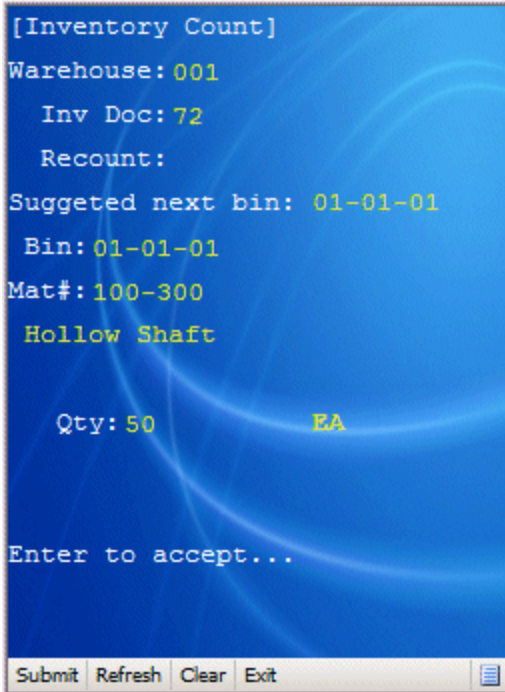 [Inventory Count]
Warehouse: 001
Inv Doc: 72
Recount:
Suggeted next bin: 01-01-01
Bin: 01-01-01
Mat#: 100-300
Hollow Shaft
Qty: 50 EA
Enter to accept...
Submit Refresh Clear Exit